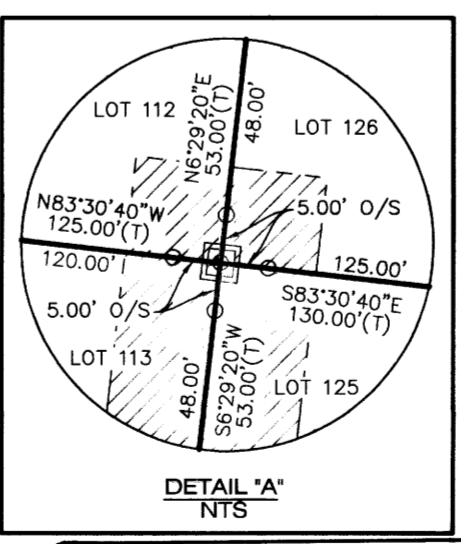 LOT 112
N6°29'20"E
53.00'(T)
48.00'
LOT 126
N83°30'40"W
125.00'(T)
120.00'
5.00' O/S
125.00'
S83°30'40"E
130.00'(T)
5.00' O/S
LOT 113
48.00'
S6°29'20"W
53.00'(T)
LOT 125
DETAIL "A"
NTS